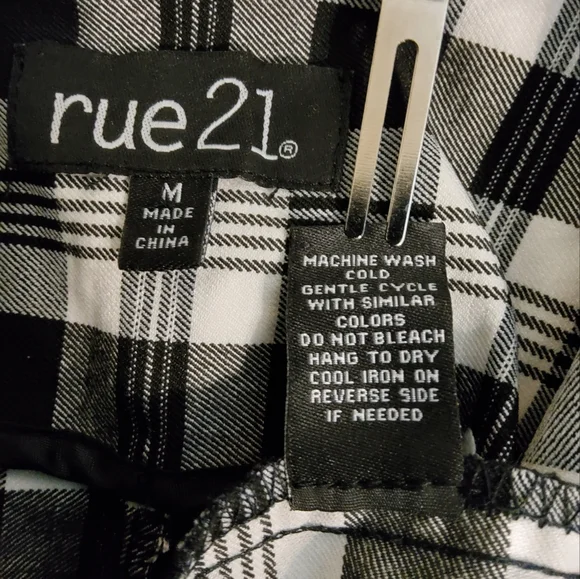 rue21®
M
MADE
IN
CHINA
MACHINE WASH
COLD
GENTLE CYCLE
WITH SIMILAR
COLORS
DO NOT BLEACH
HANG TO DRY
COOL IRON ON
REVERSE SIDE
IF NEEDED